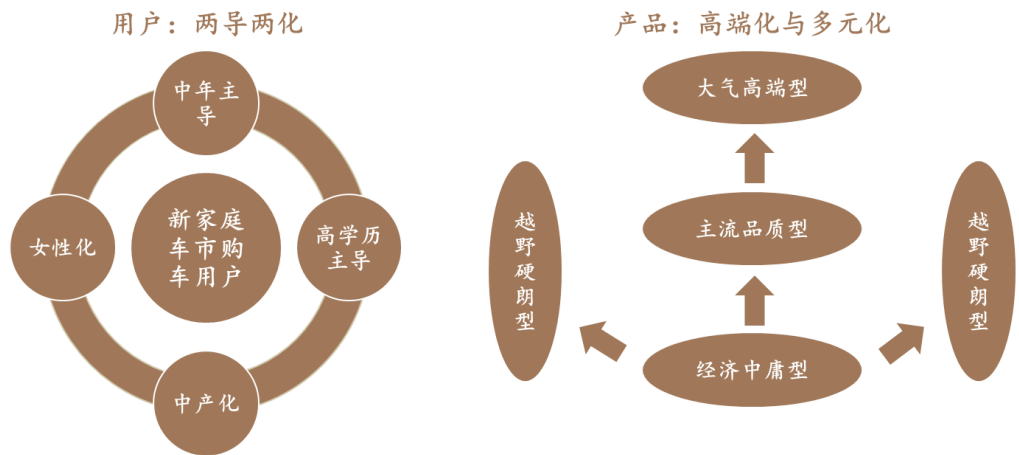 用户：两导两化
中年主
导
女性化
新家庭
车市购
车用户
高学历
主导
中产化
产品：高端化与多元化
大气高端型
越野硬朗型
主流品质型
越野硬朗型
经济中庸型